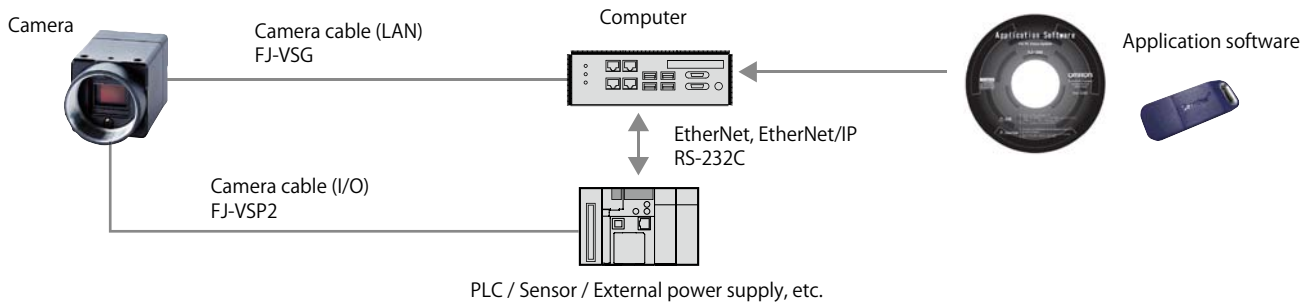 Camera
Camera cable (LAN)
FJ-VSG
Computer
Application Software
OMRON
Application software
EtherNet, EtherNet/IP
RS-232C
Camera cable (I/O)
FJ-VSP2
PLC / Sensor / External power supply, etc.